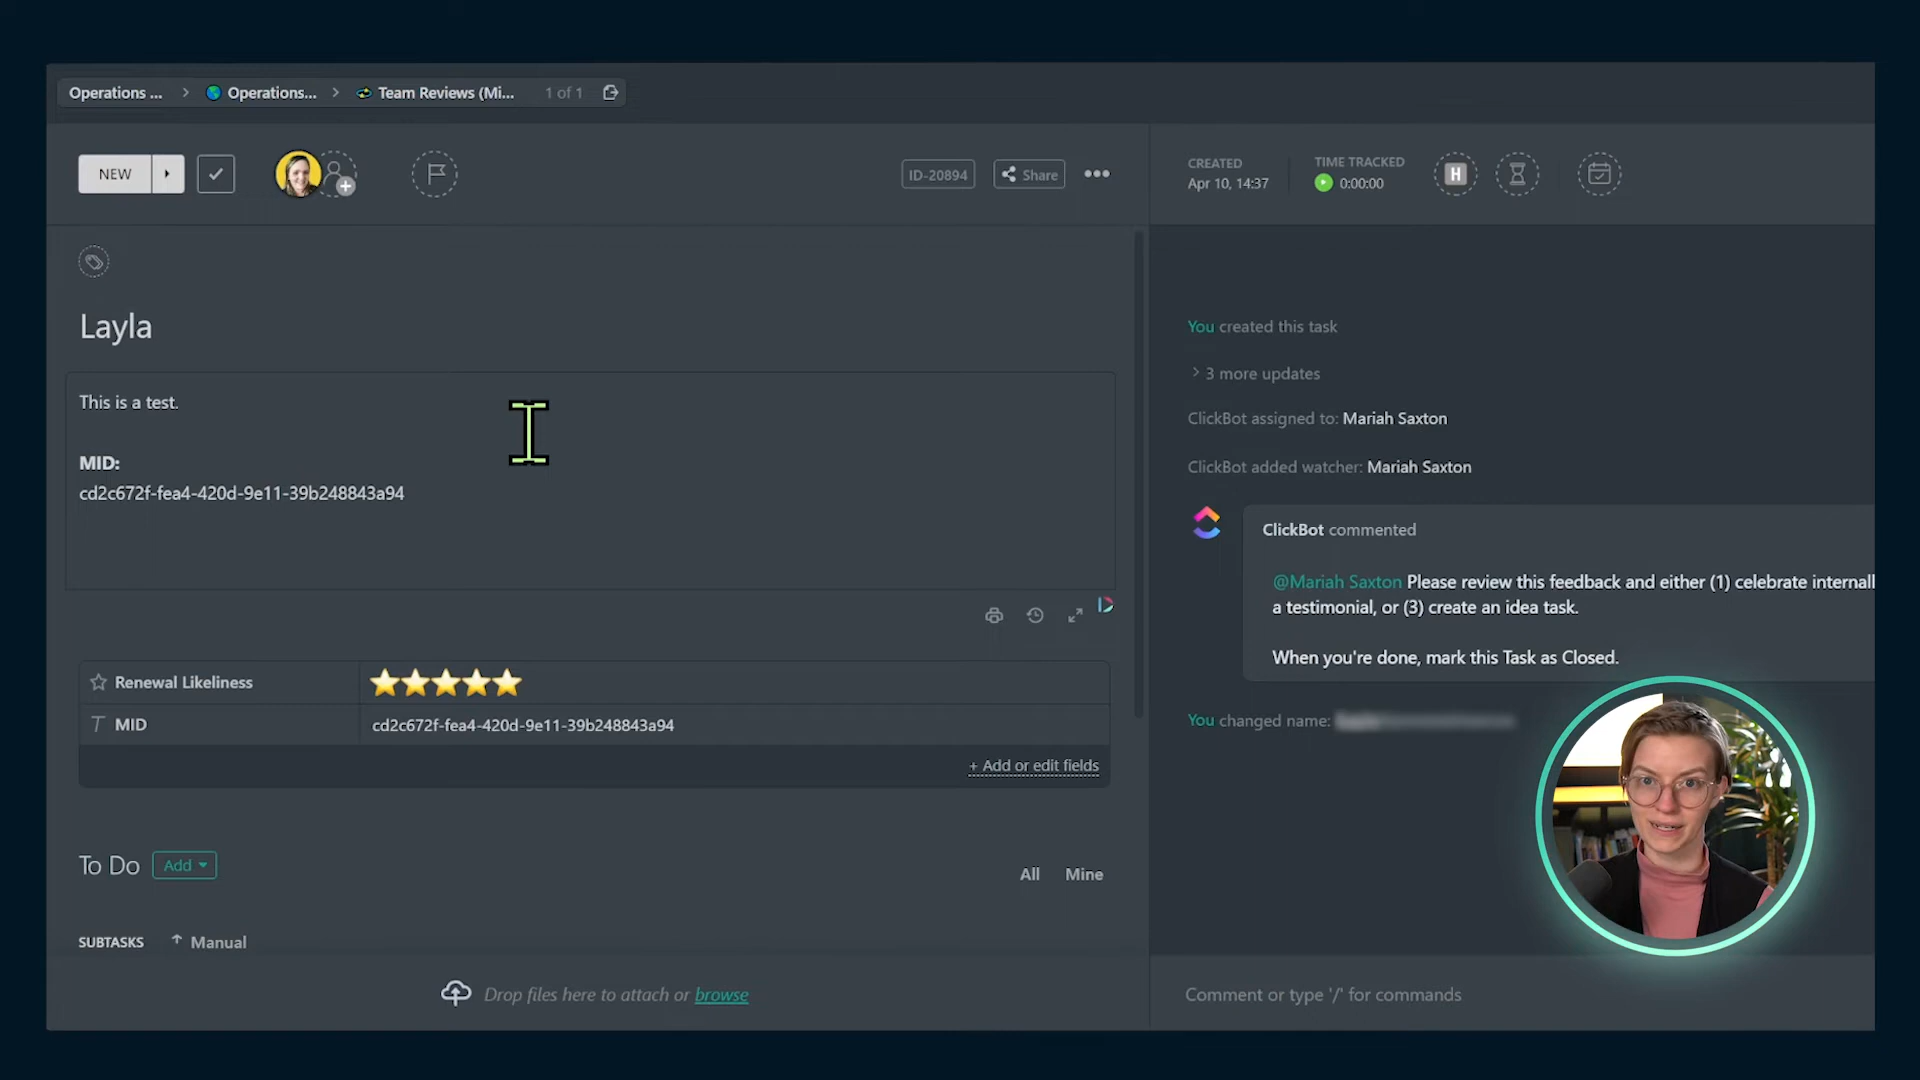 Operations ... > Operations... > Team Reviews (Mi... 1 of 1
NEW
ID-20894
Share
CREATED
Apr 10, 14:37
TIME TRACKED
0:00:00
H
Layla
This is a test.
MID:
cd2c672f-fea4-420d-9e11-39b248843a94
Renewal Likeliness
MID
cd2c672f-fea4-420d-9e11-39b248843a94
+ Add or edit fields
To Do
Add
All
Mine
SUBTASKS
Manual
Drop files here to attach or browse
You created this task
> 3 more updates
ClickBot assigned to: Mariah Saxton
ClickBot added watcher: Mariah Saxton
ClickBot commented
@Mariah Saxton Please review this feedback and either (1) celebrate internall
a testimonial, or (3) create an idea task.
When you're done, mark this Task as Closed.
You changed name:
Comment or type '/' for commands